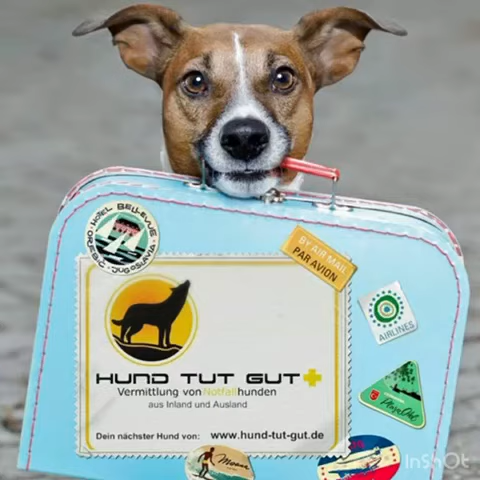 HOTEL BELLEVUE
BY AIR MAIL
PAR AVION
AIRLINES
HUND TUT GUT+
Vermittlung von Notfallhunden
aus Inland und Ausland
Dein nächster Hund von: www.hund-tut-gut.de
InShOt